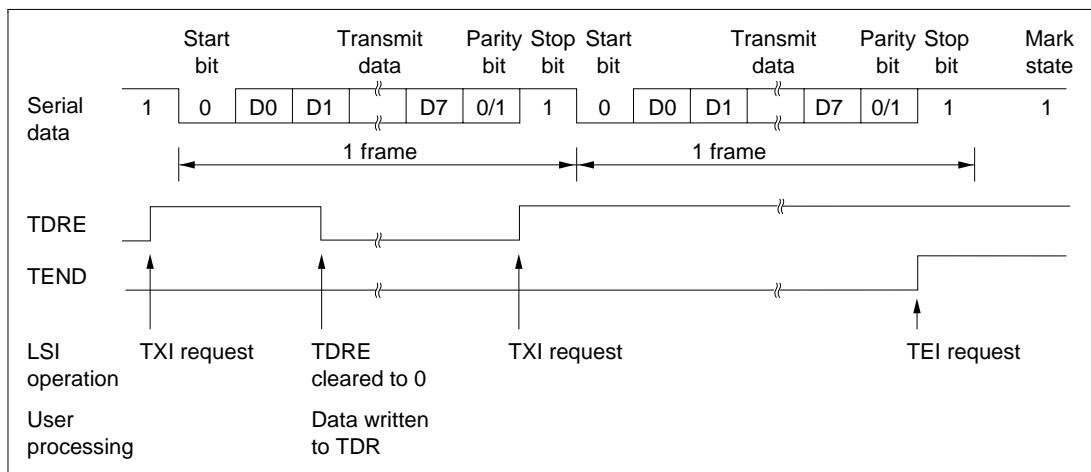 Start bit Transmit data Parity bit Stop bit Start bit Transmit data Parity bit Stop bit Mark state
Serial data 1 0 D0 D1 D7 0/1 1 0 D0 D1 D7 0/1 1 1
1 frame 1 frame
TDRE
TEND
LSI operation TXI request TDRE cleared to 0 TXI request TEI request
User processing Data written to TDR